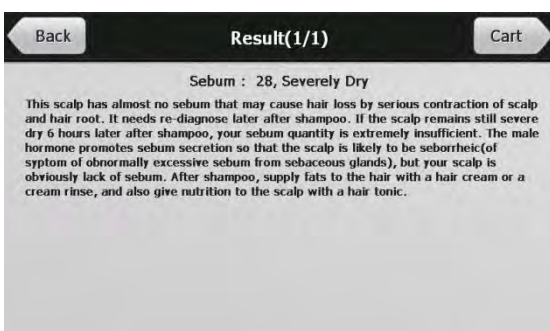 Back
Result(1/1)
Cart
Sebum : 28, Severely Dry
This scalp has almost no sebum that may cause hair loss by serious contraction of scalp
and hair root. It needs re-diagnose later after shampoo. If the scalp remains still severe
dry 6 hours later after shampoo, your sebum quantity is extremely insufficient. The male
hormone promotes sebum secretion so that the scalp is likely to be seborrheic(of
syptom of obnormally excessive sebum from sebaceous glands), but your scalp is
obviously lack of sebum. After shampoo, supply fats to the hair with a hair cream or a
cream rinse, and also give nutrition to the scalp with a hair tonic.